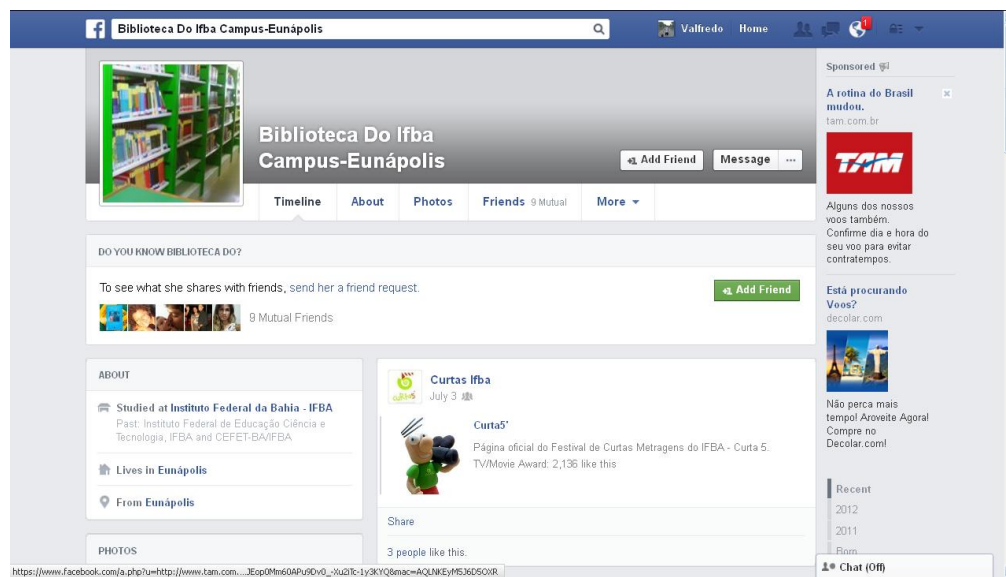 Biblioteca Do Ifba Campus-Eunápolis
Valfredo Home
1
Biblioteca Do Ifba
Campus-Eunápolis
Add Friend Message ...
Timeline About Photos Friends 9 Mutual More
DO YOU KNOW BIBLIOTECA DO?
To see what she shares with friends, send her a friend request.
Add Friend
9 Mutual Friends
ABOUT
Studied at Instituto Federal da Bahia - IFBA
Past: Instituto Federal de Educação Ciência e
Tecnologia, IFBA and CEFET-BA/IFBA
Lives in Eunápolis
From Eunápolis
PHOTOS
Curtas Ifba
July 3
Curta5'
Página oficial do Festival de Curtas Metragens do IFBA - Curta 5.
TV/Movie Award: 2,136 like this
Share
3 people like this.
Sponsored
A rotina do Brasil
mudou.
tam.com.br
TAM
Alguns dos nossos
voos também.
Confirme dia e hora do
seu voo para evitar
contratempos.
Está procurando
Voos?
decolar.com
Não perca mais
tempo! Aroveite Agora!
Compre no
Decolar.com!
Recent
2012
2011
Born
Chat (Off)